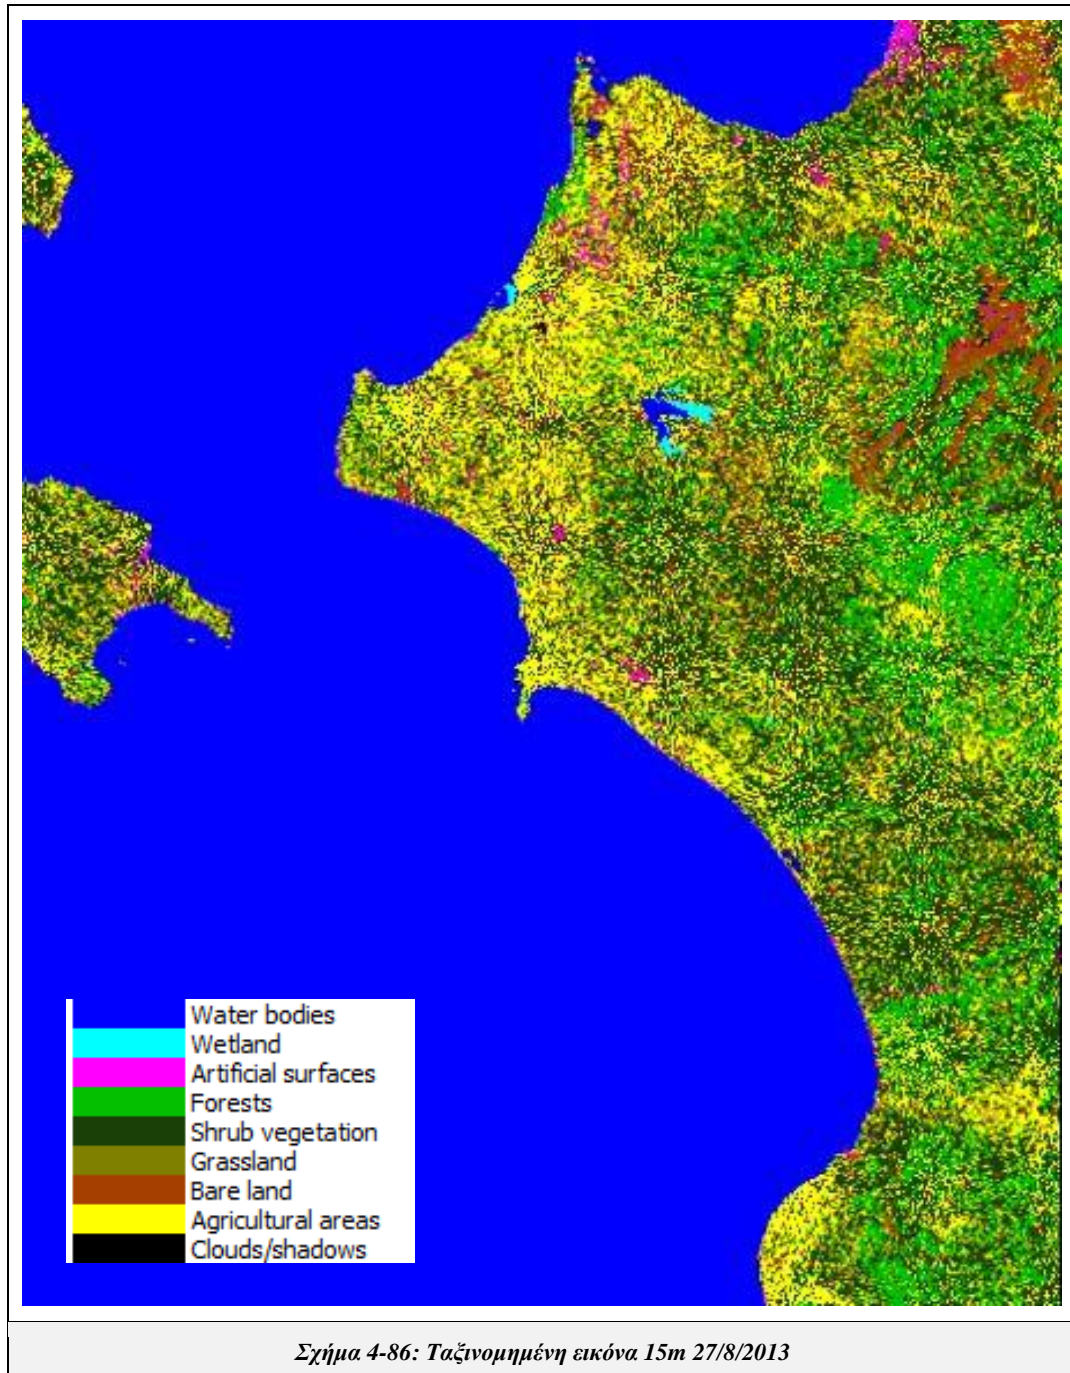 Water bodies
Wetland
Artificial surfaces
Forests
Shrub vegetation
Grassland
Bare land
Agricultural areas
Clouds/shadows
Σχήμα 4-86: Ταξινομημένη εικόνα 15m 27/8/2013